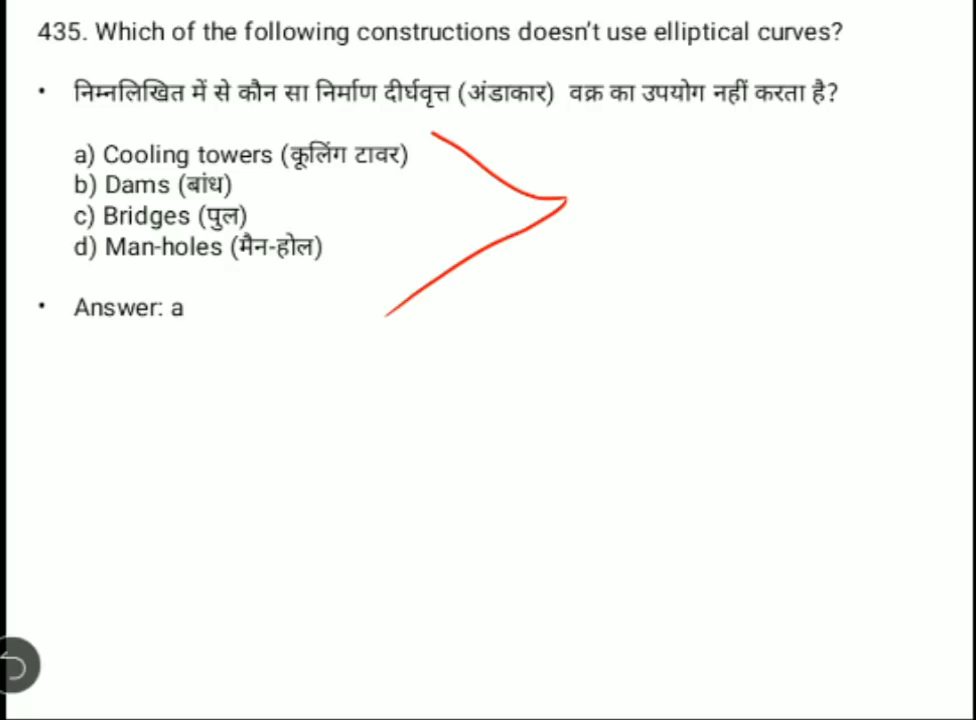 435. Which of the following constructions doesn't use elliptical curves?
• निम्नलिखित में से कौन सा निर्माण दीर्घवृत्त (अंडाकार) वक्र का उपयोग नहीं करता है?
a) Cooling towers (कूलिंग टावर)
b) Dams (बांध)
c) Bridges (पुल)
d) Man-holes (मैन-होल)
• Answer: a